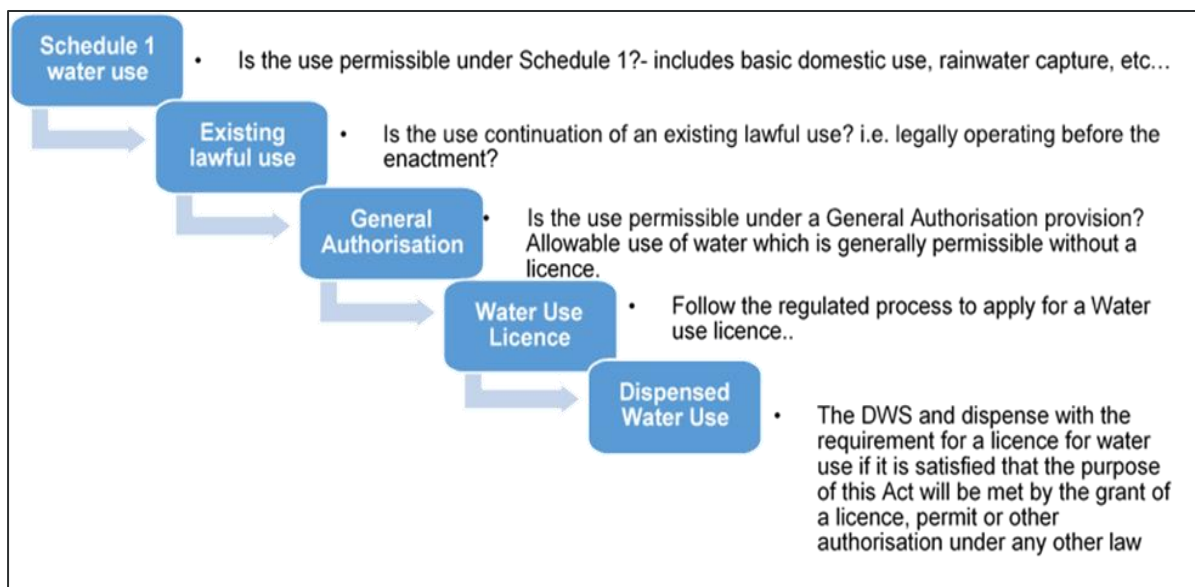 Schedule 1
water use
• Is the use permissible under Schedule 1?- includes basic domestic use, rainwater capture, etc…
Existing
lawful use
• Is the use continuation of an existing lawful use? i.e. legally operating before the
enactment?
General
Authorisation
• Is the use permissible under a General Authorisation provision?
Allowable use of water which is generally permissible without a
licence.
Water Use
Licence
• Follow the regulated process to apply for a Water
use licence..
Dispensed
Water Use
• The DWS and dispense with the
requirement for a licence for water
use if it is satisfied that the purpose
of this Act will be met by the grant of
a licence, permit or other
authorisation under any other law